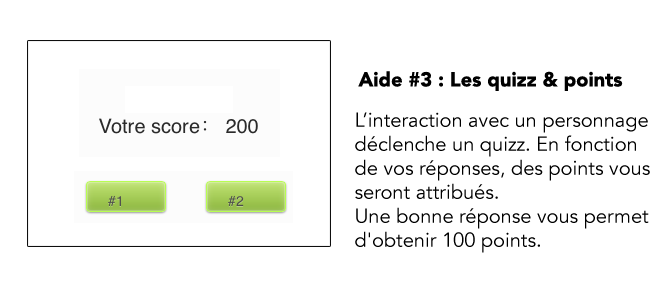 Votre score: 200
#1
#2
Aide #3 : Les quizz & points
L'interaction avec un personnage
déclenche un quizz. En fonction
de vos réponses, des points vous
seront attribués.
Une bonne réponse vous permet
d'obtenir 100 points.